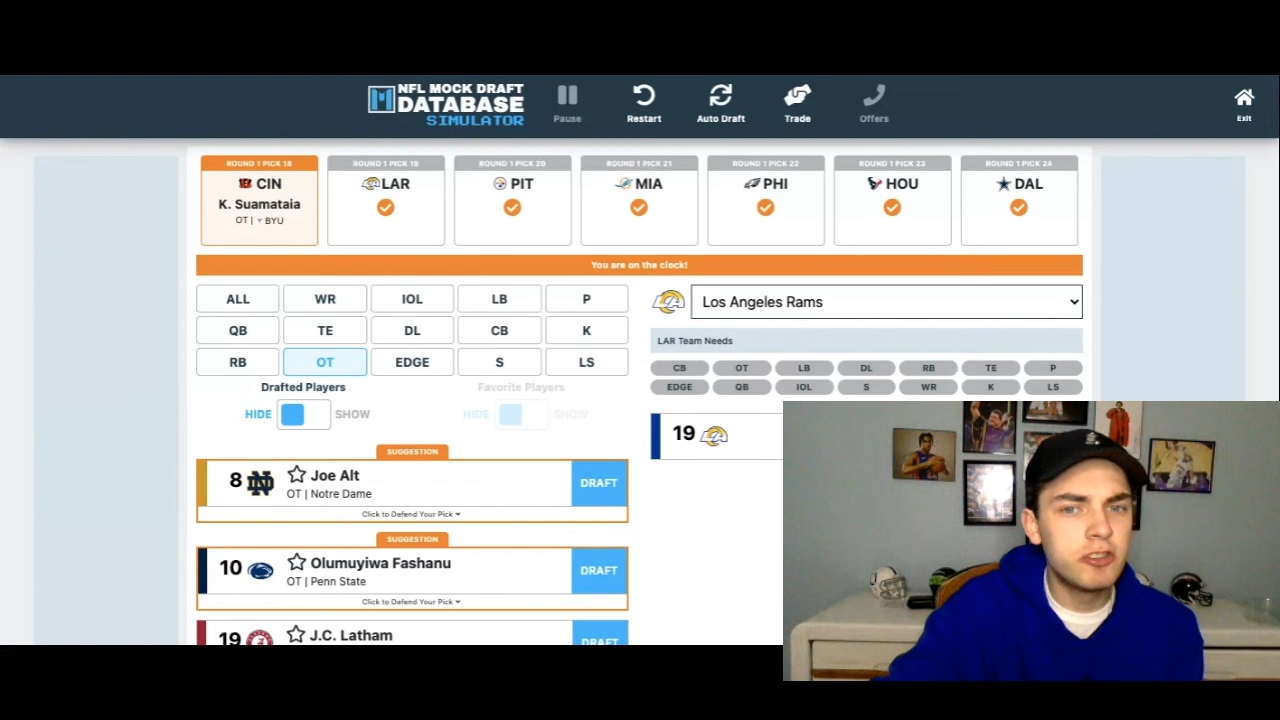 NFL MOCK DRAFT
DATABASE
SIMULATOR
Pause
Restart
Auto Draft
Trade
Offers
Exit
ROUND 1 PICK 18
CIN
K. Suamataia
OT | BYU
ROUND 1 PICK 19
LAR
ROUND 1 PICK 20
PIT
ROUND 1 PICK 21
MIA
ROUND 1 PICK 22
PHI
ROUND 1 PICK 23
HOU
ROUND 1 PICK 24
DAL
You are on the clock!
ALL WR IOL LB P
QB TE DL CB K
RB OT EDGE S LS
Drafted Players
HIDE SHOW
Favorite Players
HIDE SHOW
Los Angeles Rams
LAR Team Needs
CB OT LB DL RB TE P
EDGE QB IOL S WR K LS
19
SUGGESTION
8 Joe Alt
OT | Notre Dame
DRAFT
Click to Defend Your Pick
SUGGESTION
10 Olumuyiwa Fashanu
OT | Penn State
DRAFT
Click to Defend Your Pick
19 J.C. Latham
DRAFT